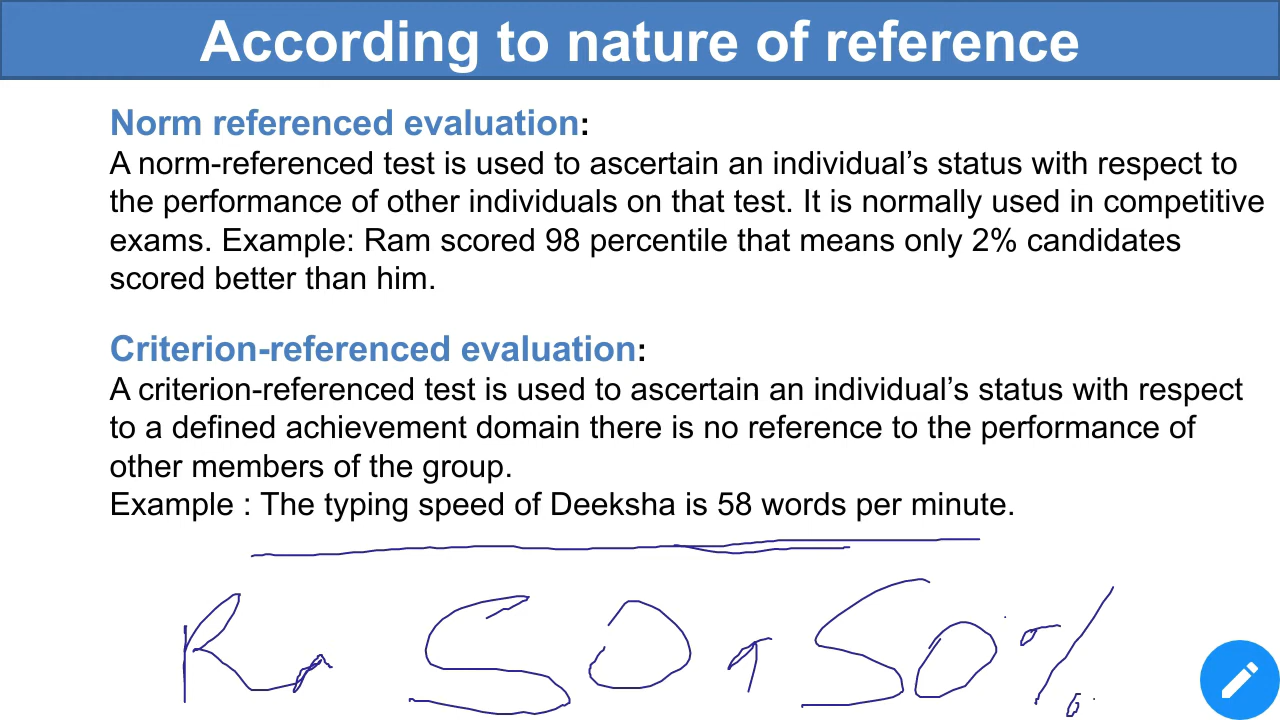 According to nature of reference
Norm referenced evaluation:
A norm-referenced test is used to ascertain an individual’s status with respect to
the performance of other individuals on that test. It is normally used in competitive
exams. Example: Ram scored 98 percentile that means only 2% candidates
scored better than him.
Criterion-referenced evaluation:
A criterion-referenced test is used to ascertain an individual’s status with respect
to a defined achievement domain there is no reference to the performance of
other members of the group.
Example : The typing speed of Deeksha is 58 words per minute.
50 50%